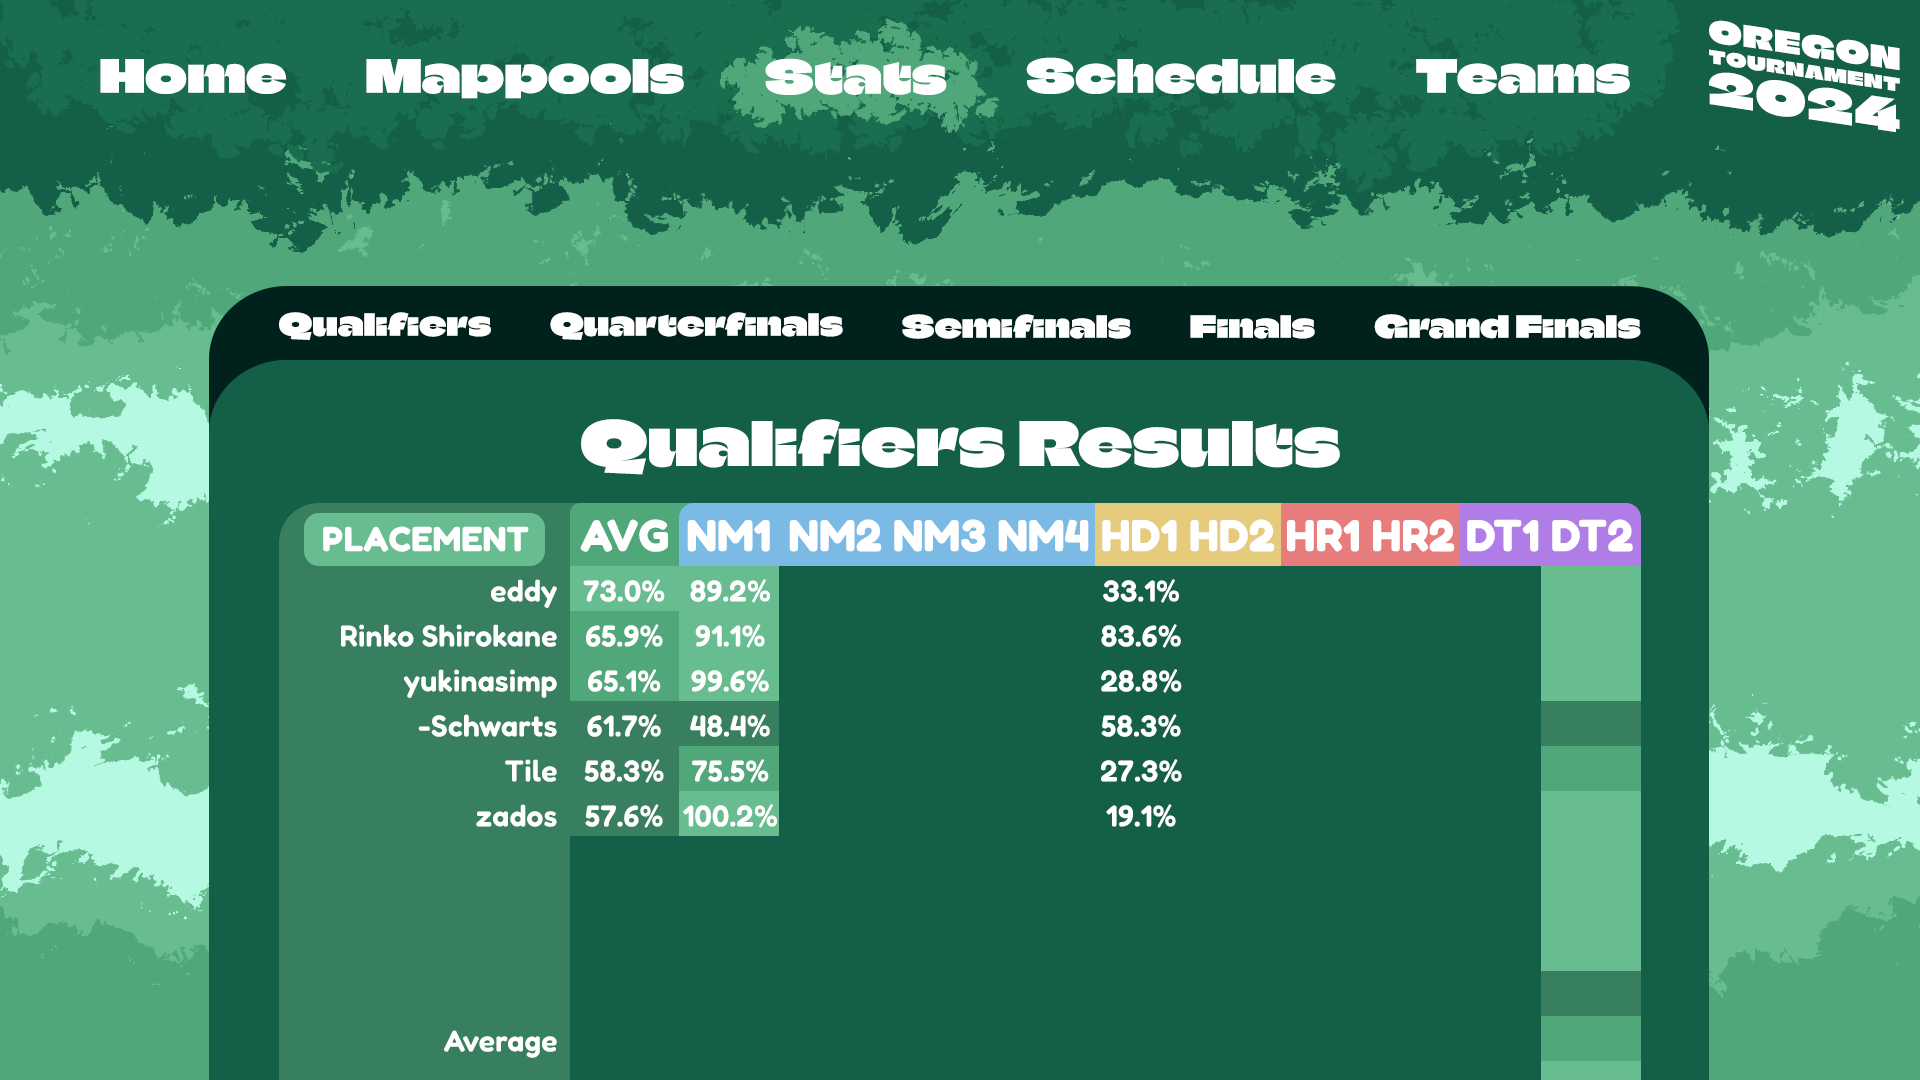 Home Mappools Stats Schedule Teams
OREGON
TOURNAMENT
2024
Qualifiers Quarterfinals Semifinals Finals Grand Finals
Qualifiers Results
PLACEMENT AVG NM1 NM2 NM3 NM4 HD1 HD2 HR1 HR2 DT1 DT2
eddy 73.0% 89.2% 33.1%
Rinko Shirokane 65.9% 91.1% 83.6%
yukinasimp 65.1% 99.6% 28.8%
-Schwarts 61.7% 48.4% 58.3%
Tile 58.3% 75.5% 27.3%
zados 57.6% 100.2% 19.1%
Average